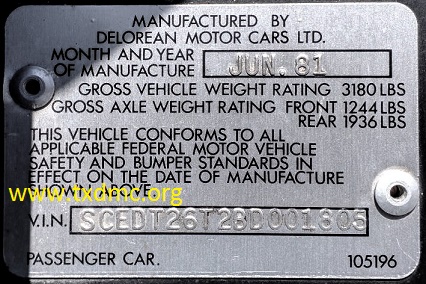 MANUFACTURED BY
DELOREAN MOTOR CARS LTD.
MONTH AND YEAR
OF MANUFACTURE JUN. 81
GROSS VEHICLE WEIGHT RATING 3180 LBS
GROSS AXLE WEIGHT RATING FRONT 1244 LBS
REAR 1936 LBS
THIS VEHICLE CONFORMS TO ALL
APPLICABLE FEDERAL MOTOR VEHICLE
SAFETY AND BUMPER STANDARDS IN
EFFECT ON THE DATE OF MANUFACTURE
SHOWN ABOVE
www.txdmc.org
V.I.N. SCEDT26T2BD001305
PASSENGER CAR. 105196